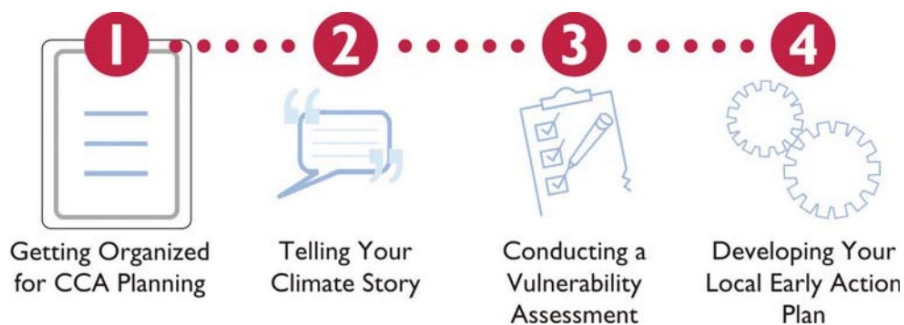 1
2
3
4
Getting Organized
for CCA Planning
Telling Your
Climate Story
Conducting a
Vulnerability
Assessment
Developing Your
Local Early Action
Plan